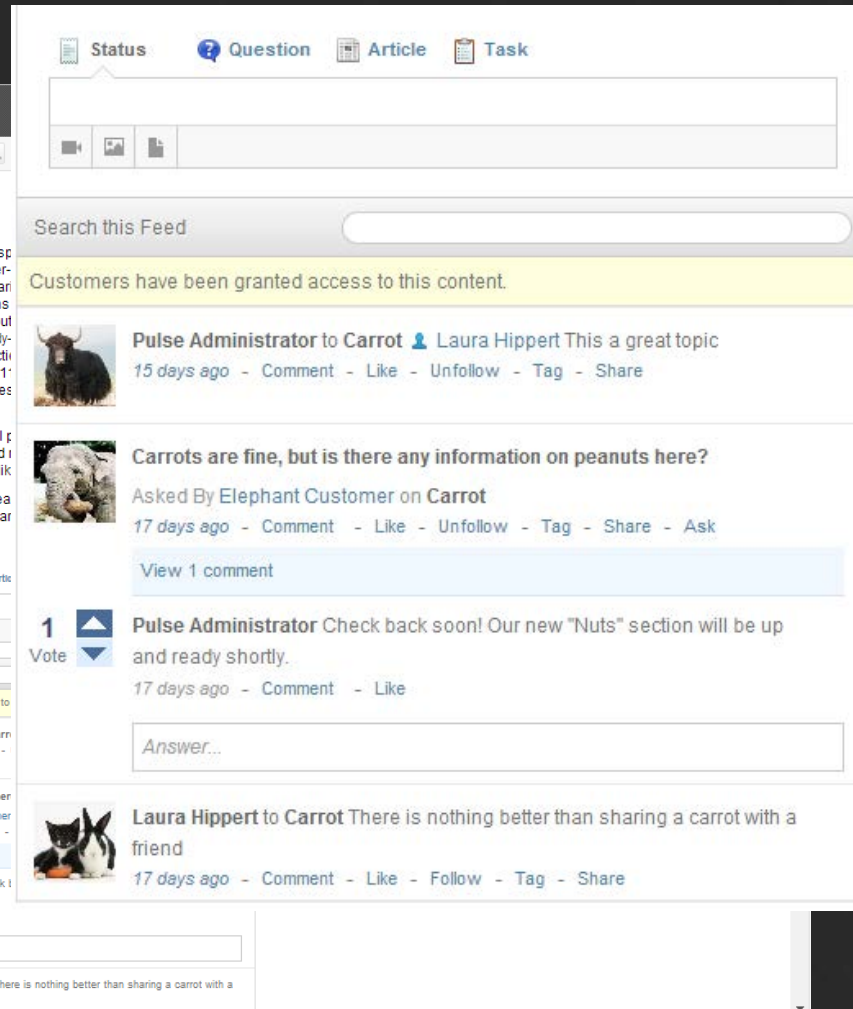 Status Question Article Task
Search this Feed
Customers have been granted access to this content.
Pulse Administrator to Carrot Laura Hippert This a great topic
15 days ago - Comment - Like - Unfollow - Tag - Share
Carrots are fine, but is there any information on peanuts here?
Asked By Elephant Customer on Carrot
17 days ago - Comment - Like - Unfollow - Tag - Share - Ask
View 1 comment
1
Vote
Pulse Administrator Check back soon! Our new "Nuts" section will be up
and ready shortly.
17 days ago - Comment - Like
Answer...
Laura Hippert to Carrot There is nothing better than sharing a carrot with a
friend
17 days ago - Comment - Like - Follow - Tag - Share
here is nothing better than sharing a carrot with a